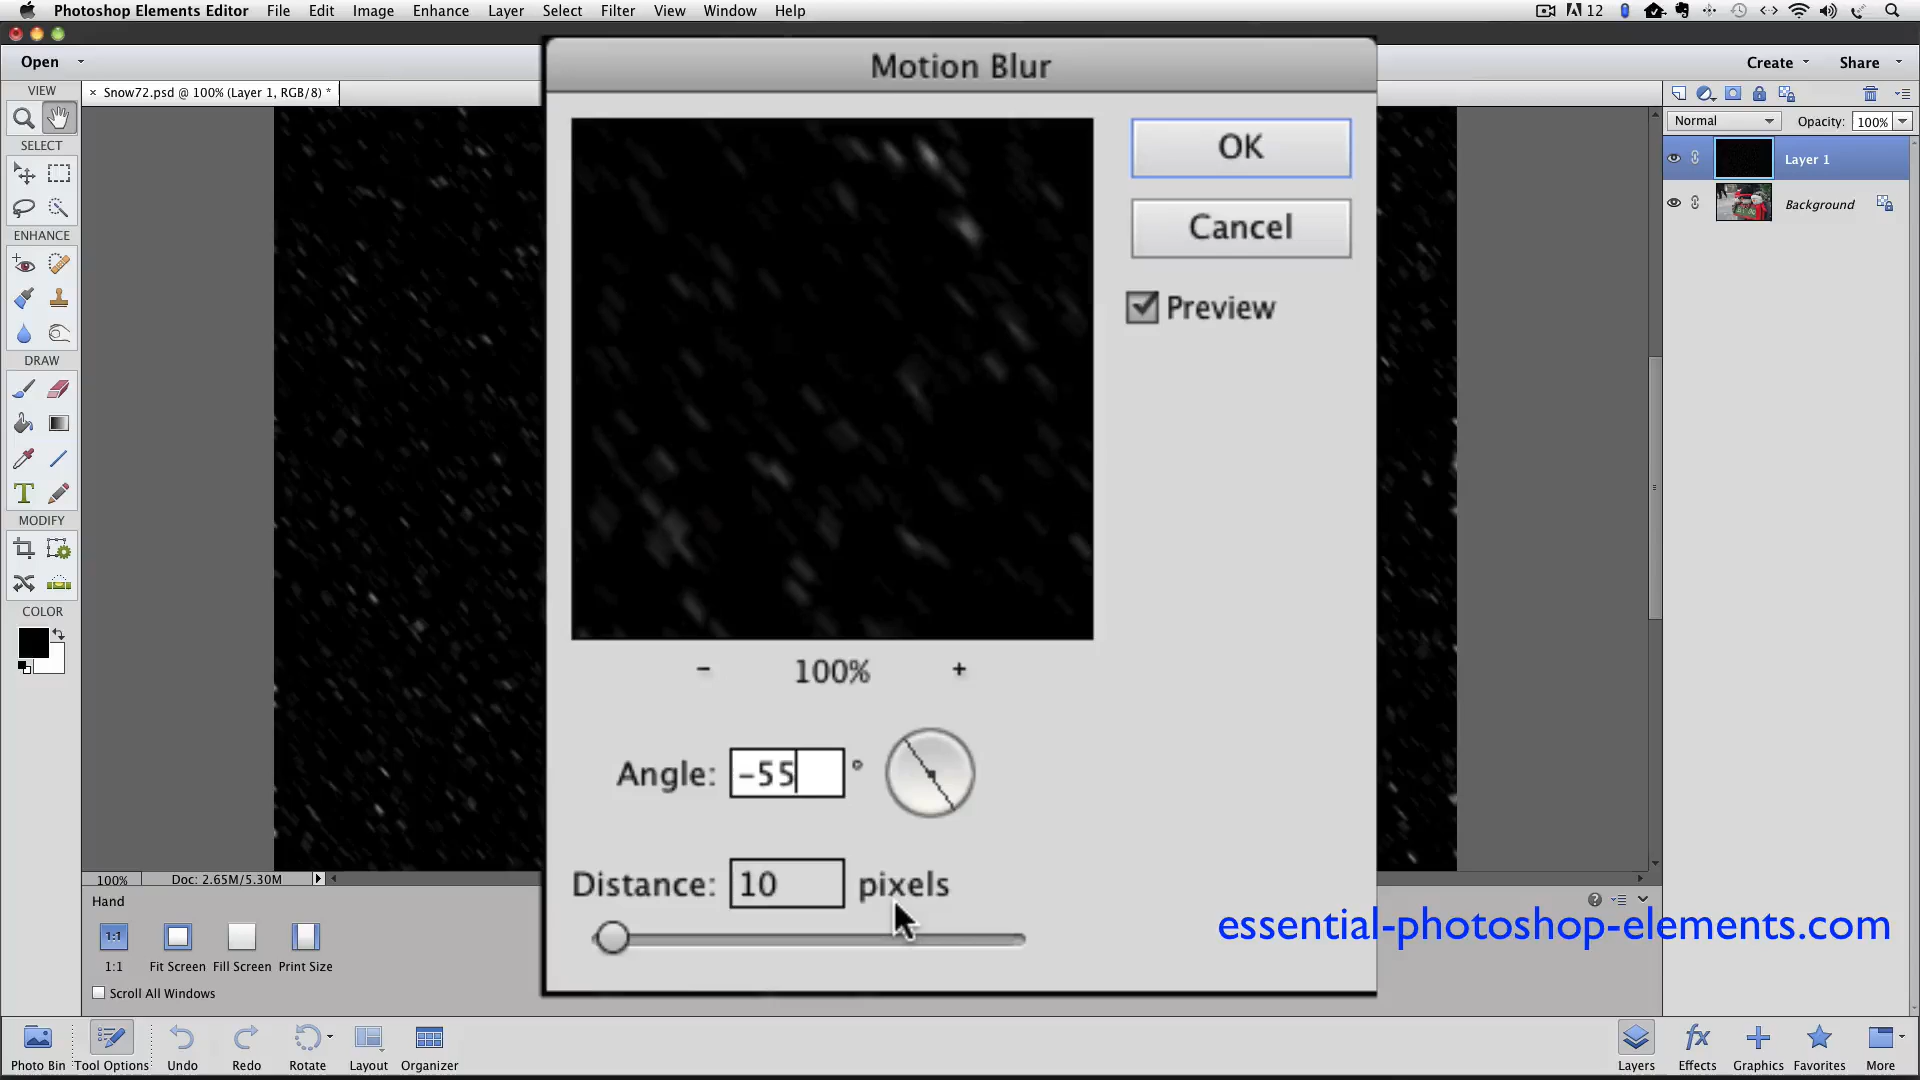 Photoshop Elements Editor File Edit Image Enhance Layer Select Filter View Window Help 12
Open Create Share
× Snow72.psd @ 100% (Layer 1, RGB/8) *
VIEW
SELECT
ENHANCE
DRAW
T
MODIFY
COLOR
Motion Blur
OK
Cancel
Preview
- 100% +
Angle: -55 °
Distance: 10 pixels
Normal Opacity: 100%
Layer 1
Background
100% Doc: 2.65M/5.30M
Hand
1:1
1:1 Fit Screen Fill Screen Print Size
Scroll All Windows
essential-photoshop-elements.com
fx
Photo Bin Tool Options Undo Redo Rotate Layout Organizer Layers Effects Graphics Favorites More